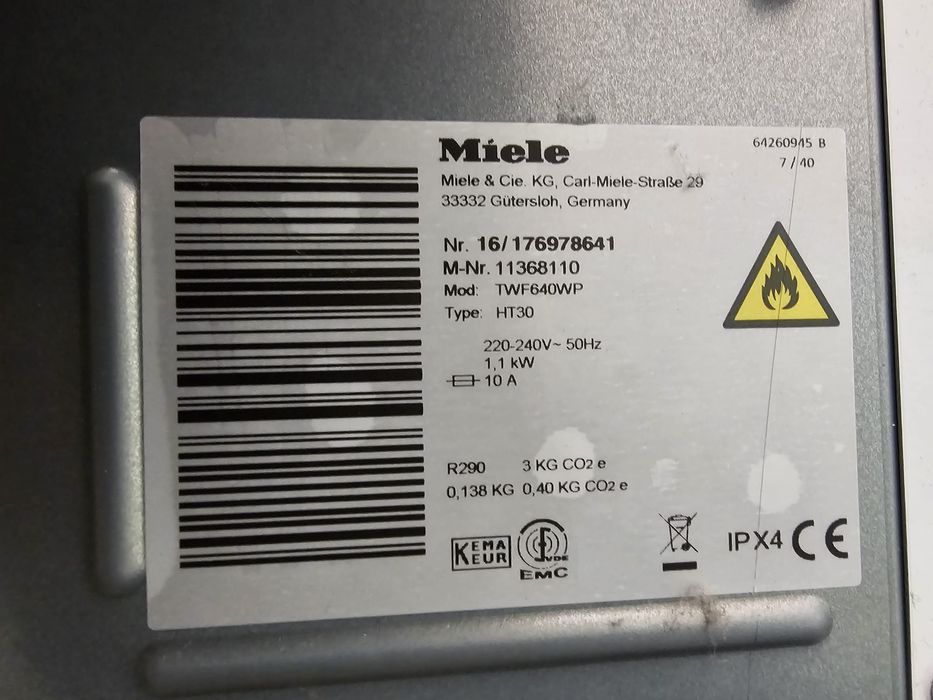 Miele
64260945 B
7 / 40
Miele & Cie. KG, Carl-Miele-Straße 29
33332 Gütersloh, Germany
Nr. 16/176978641
M-Nr. 11368110
Mod: TWF640WP
Type: HT30
220-240V~ 50Hz
1,1 kW
10 A
R290 3 KG CO2 e
0,138 KG 0,40 KG CO2 e
KEMA KEUR
VDE
EMC
IPX4 CE